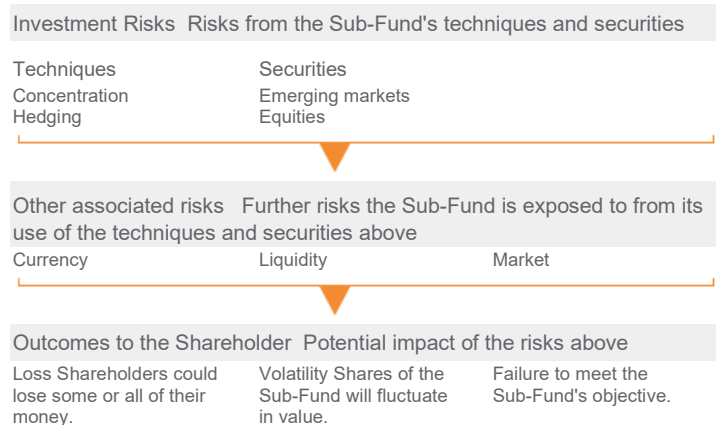 Investment Risks Risks from the Sub-Fund's techniques and securities
Techniques Securities
Concentration Emerging markets
Hedging Equities
Other associated risks Further risks the Sub-Fund is exposed to from its
use of the techniques and securities above
Currency Liquidity Market
Outcomes to the Shareholder Potential impact of the risks above
Loss Shareholders could Volatility Shares of the Failure to meet the
lose some or all of their Sub-Fund will fluctuate Sub-Fund's objective.
money. in value.